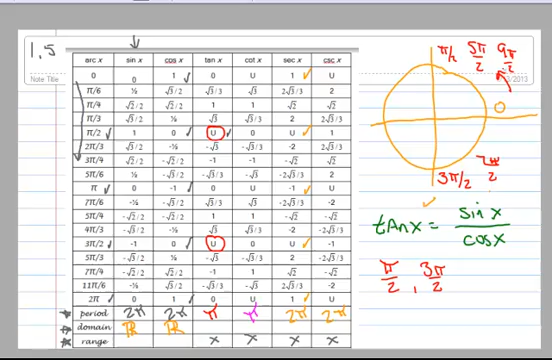 1.5
Note Title
arc x sin x cos x tan x cot x sec x csc x
0 0 1 0 U 1 U
π/6 ½ √3/2 √3/3 √3 2√3/3 2
π/4 √2/2 √2/2 1 1 √2 √2
π/3 √3/2 ½ √3 √3/3 2 2√3/3
π/2 1 0 U 0 U 1
2π/3 √3/2 -½ -√3 -√3/3 -2 2√3/3
3π/4 √2/2 -√2/2 -1 -1 -√2 √2
5π/6 ½ -√3/2 -√3/3 -√3 -2√3/3 2
π 0 -1 0 U -1 U
7π/6 -½ -√3/2 √3/3 √3 -2√3/3 -2
5π/4 -√2/2 -√2/2 1 1 -√2 -√2
4π/3 -√3/2 -½ √3 √3/3 -2 -2√3/3
3π/2 -1 0 U 0 U -1
5π/3 -√3/2 ½ -√3 -√3/3 2 -2√3/3
7π/4 -√2/2 √2/2 -1 -1 √2 -√2
11π/6 -½ √3/2 -√3/3 -√3 2√3/3 -2
2π 0 1 0 U 1 U
period 2π 2π π π 2π 2π
domain ℝ ℝ
range x x x x
π/2 5π/2 9π/2
0
3π/2 7π/2
tAnx = sinx/cosx
π/2, 3π/2